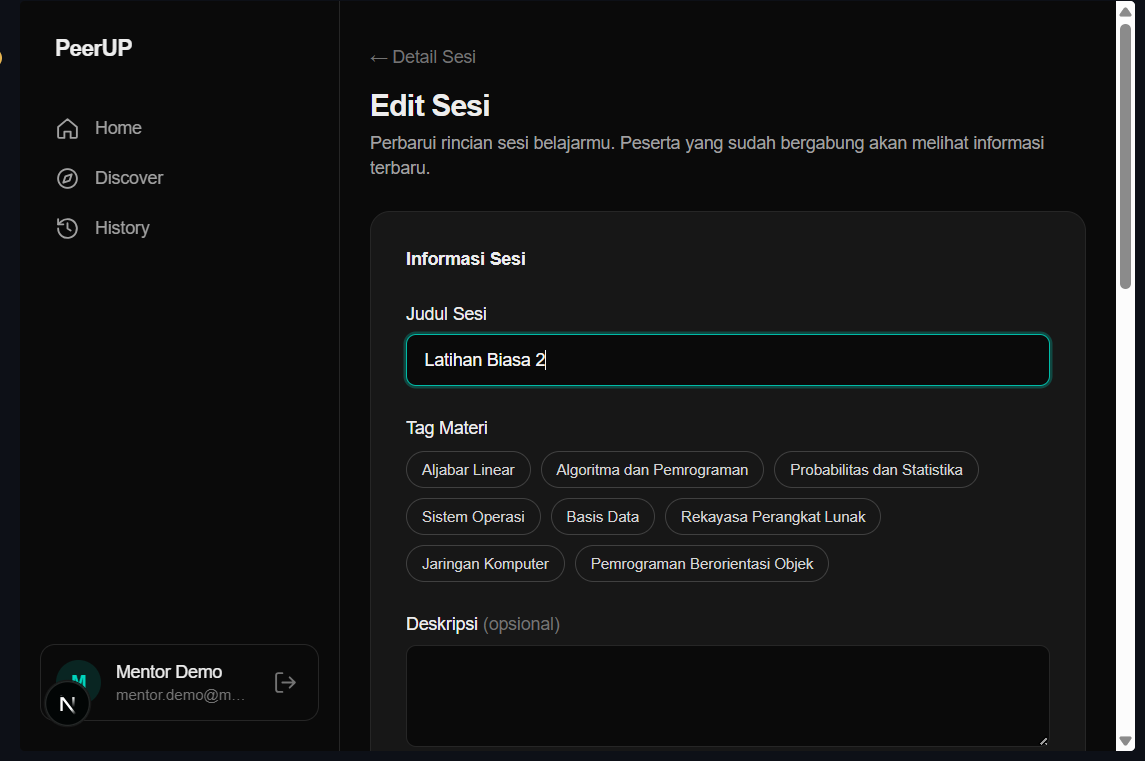 PeerUP
Home
Discover
History
Mentor Demo
mentor.demo@m...
M
N
← Detail Sesi
Edit Sesi
Perbarui rincian sesi belajarmu. Peserta yang sudah bergabung akan melihat informasi
terbaru.
Informasi Sesi
Judul Sesi
Latihan Biasa 2
Tag Materi
Aljabar Linear
Algoritma dan Pemrograman
Probabilitas dan Statistika
Sistem Operasi
Basis Data
Rekayasa Perangkat Lunak
Jaringan Komputer
Pemrograman Berorientasi Objek
Deskripsi (opsional)